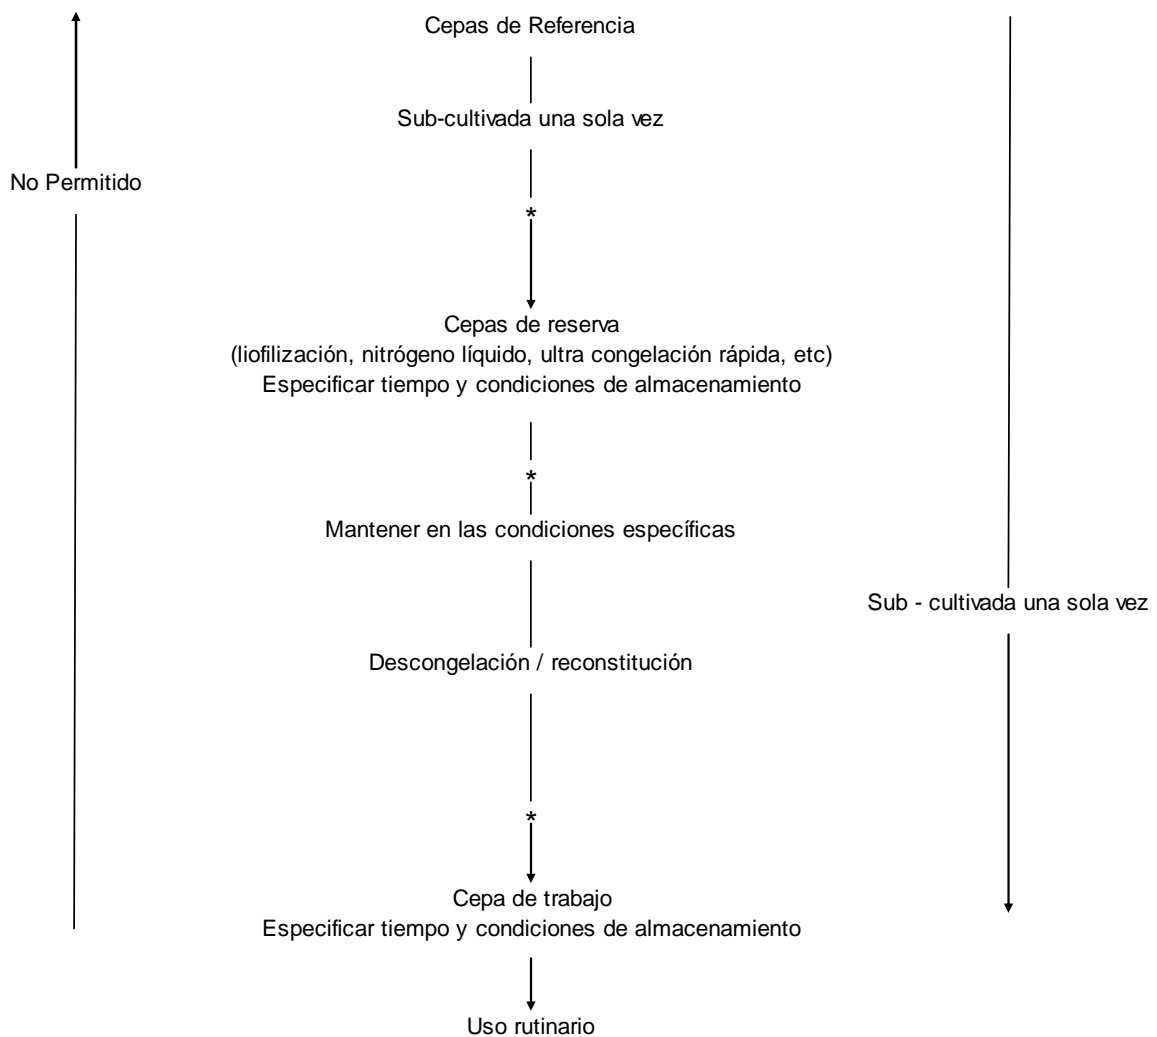 Cepas de Referencia
Sub-cultivada una sola vez
No Permitido
*
Cepas de reserva
(liofilización, nitrógeno líquido, ultra congelación rápida, etc)
Especificar tiempo y condiciones de almacenamiento
*
Mantener en las condiciones específicas
Sub - cultivada una sola vez
Descongelación / reconstitución
*
Cepa de trabajo
Especificar tiempo y condiciones de almacenamiento
Uso rutinario